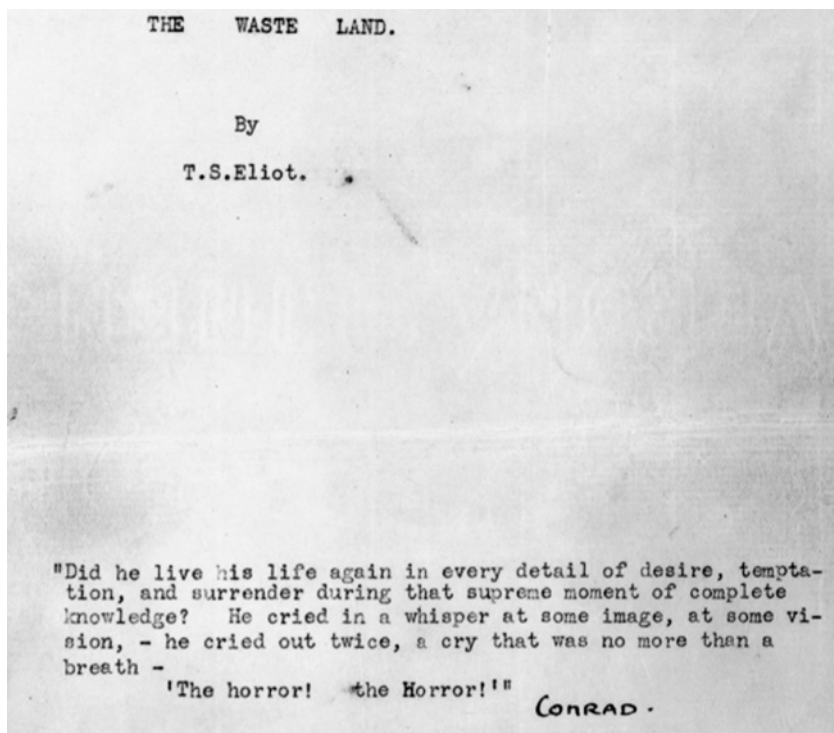 THE WASTE LAND.
By
T.S.Eliot.
"Did he live his life again in every detail of desire, tempta-
tion, and surrender during that supreme moment of complete
knowledge? He cried in a whisper at some image, at some vi-
sion, - he cried out twice, a cry that was no more than a
breath -
'The horror! the Horror!'"
CONRAD.